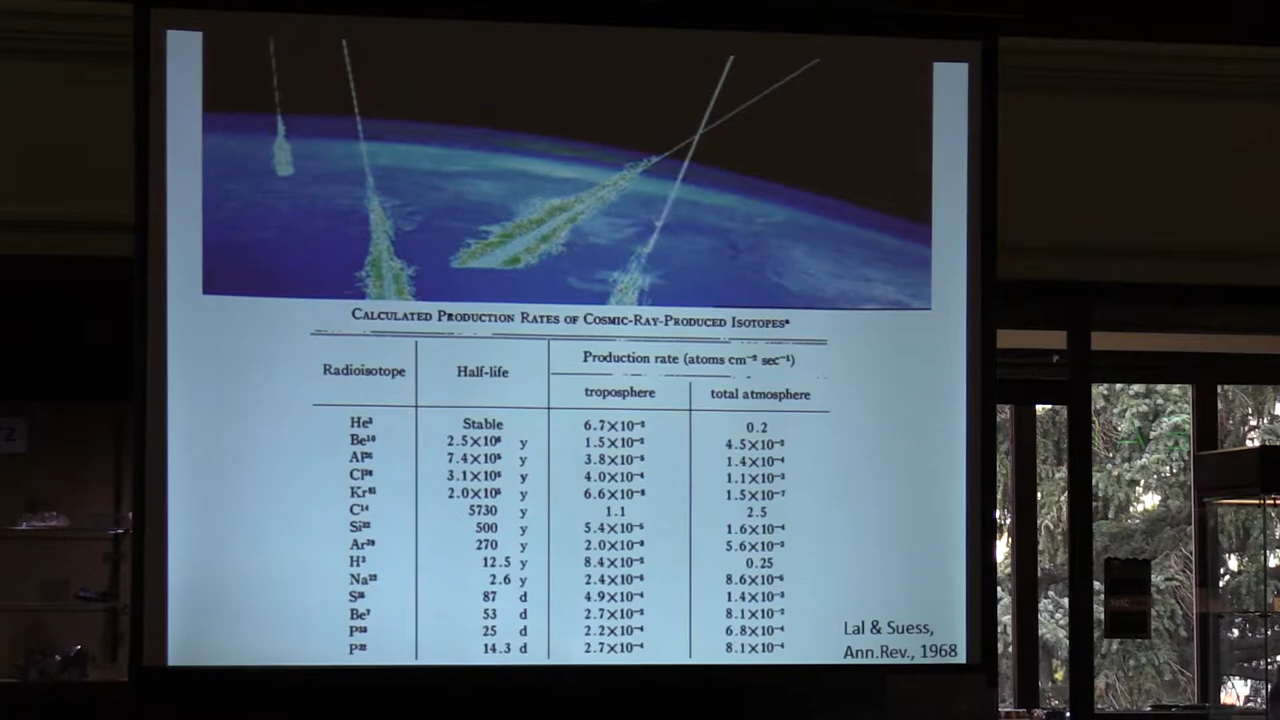 CALCULATED PRODUCTION RATES OF COSMIC-RAY-PRODUCED ISOTOPESᵃ
Radioisotope Half-life Production rate (atoms cm⁻² sec⁻¹)
troposphere total atmosphere
He³ Stable 6.7×10⁻² 0.2
Be¹⁰ 2.5×10⁶ y 1.5×10⁻² 4.5×10⁻²
Al²⁶ 7.4×10⁵ y 3.8×10⁻⁵ 1.4×10⁻⁴
Cl³⁶ 3.1×10⁵ y 4.0×10⁻⁴ 1.1×10⁻³
Kr⁸¹ 2.0×10⁵ y 1.5×10⁻⁷
C¹⁴ 5730 y 1.1 2.5
Si³² 500 y 5.4×10⁻⁵ 1.6×10⁻⁴
Ar³⁹ 270 y 2.0×10⁻³ 5.6×10⁻³
H³ 12.5 y 8.4×10⁻² 0.25
Na²² 2.6 y 2.4×10⁻⁵ 8.6×10⁻⁵
S³⁵ 87 d 4.9×10⁻⁴ 1.4×10⁻³
Be⁷ 53 d 2.7×10⁻² 8.1×10⁻²
P³³ 25 d 2.2×10⁻⁴ 6.8×10⁻⁴
P³² 14.3 d 2.7×10⁻⁴ 8.1×10⁻⁴
Lal & Suess,
Ann.Rev., 1968